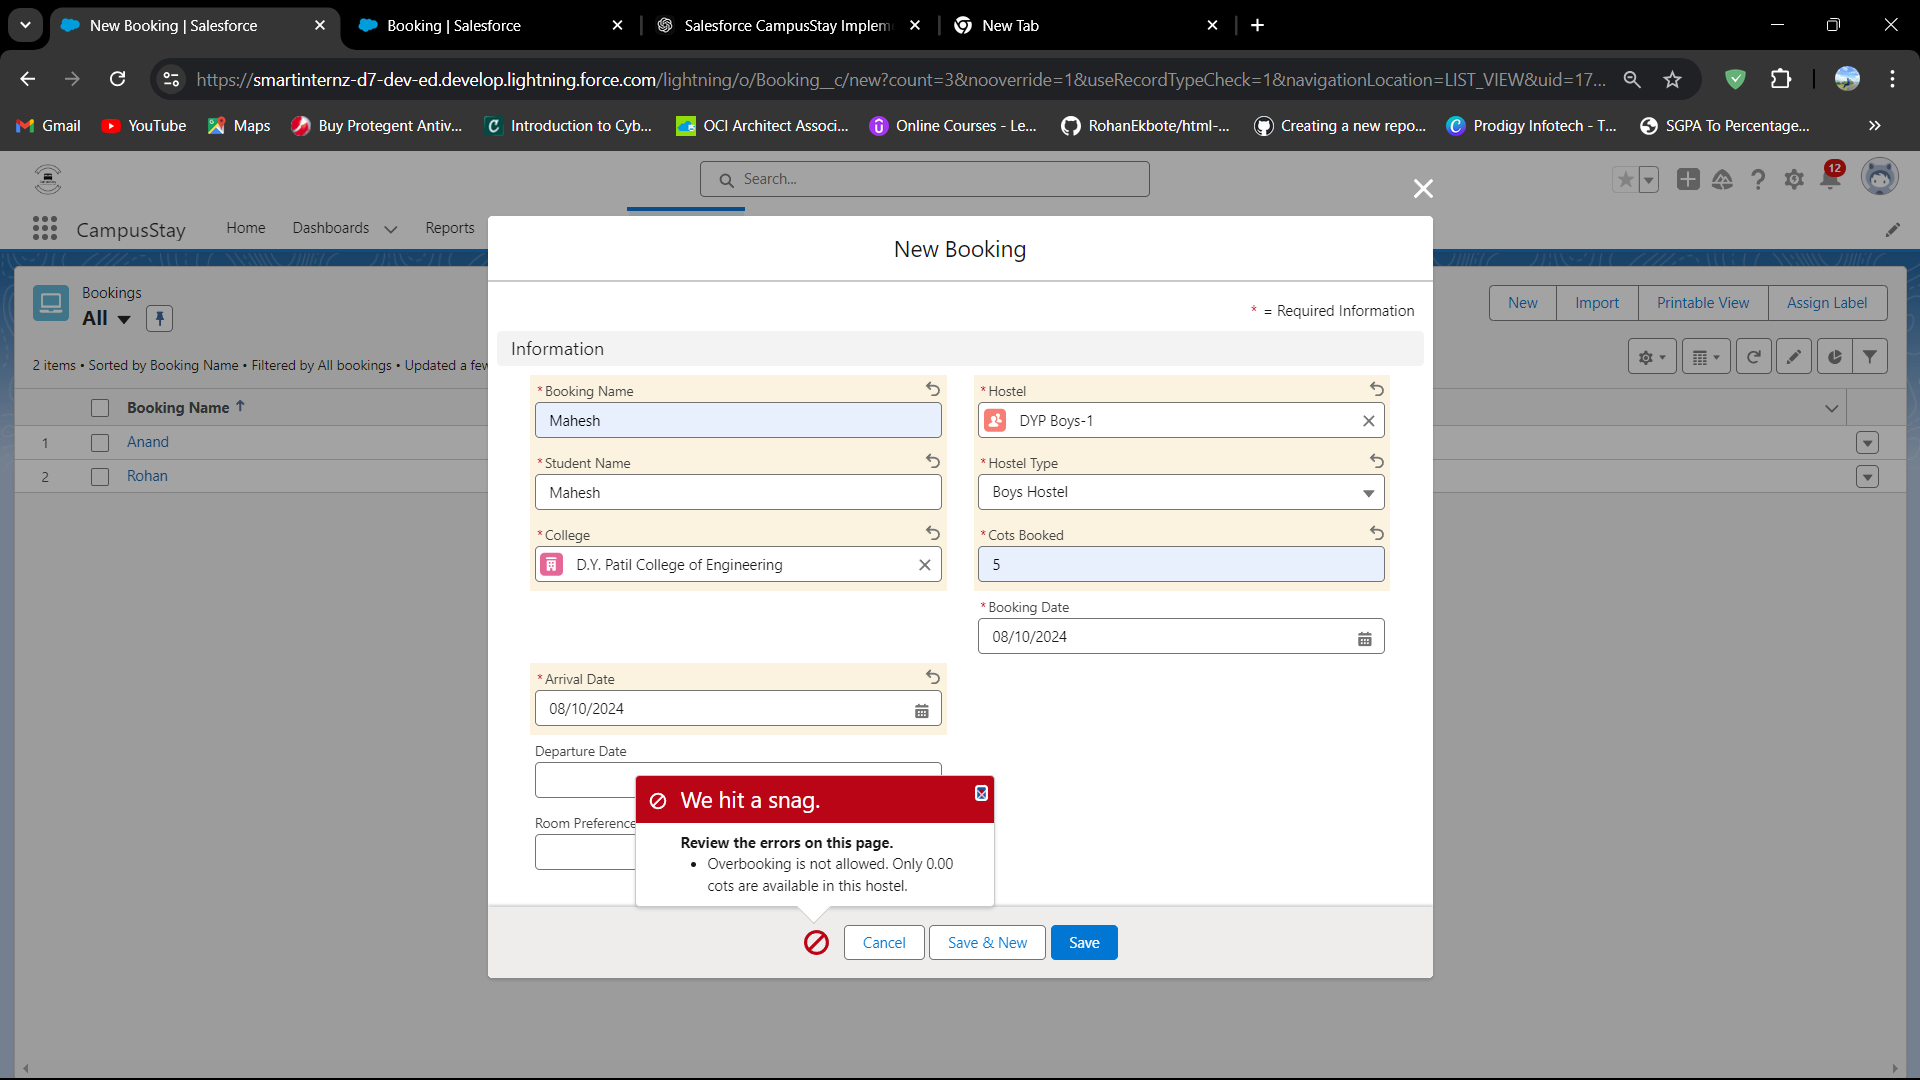 New Booking | Salesforce
Booking | Salesforce
Salesforce CampusStay Implem
New Tab
https://smartinternz-d7-dev-ed.develop.lightning.force.com/lightning/o/Booking__c/new?count=3&nooverride=1&useRecordTypeCheck=1&navigationLocation=LIST_VIEW&uid=17...
Gmail
YouTube
Maps
Buy Protegent Antiv...
Introduction to Cyb...
OCI Architect Associ...
Online Courses - Le...
RohanEkbote/html-...
Creating a new repo...
Prodigy Infotech - T...
SGPA To Percentage...
Search...
12
CampusStay
Home
Dashboards
Reports
New Booking
Bookings
All
New
Import
Printable View
Assign Label
2 items • Sorted by Booking Name • Filtered by All bookings • Updated a few
Booking Name ↑
1 Anand
2 Rohan
* = Required Information
Information
* Booking Name
Mahesh
* Hostel
DYP Boys-1
* Student Name
Mahesh
* Hostel Type
Boys Hostel
* College
D.Y. Patil College of Engineering
* Cots Booked
5
* Booking Date
08/10/2024
* Arrival Date
08/10/2024
Departure Date
Room Preference
We hit a snag.
Review the errors on this page.
• Overbooking is not allowed. Only 0.00
cots are available in this hostel.
Cancel
Save & New
Save